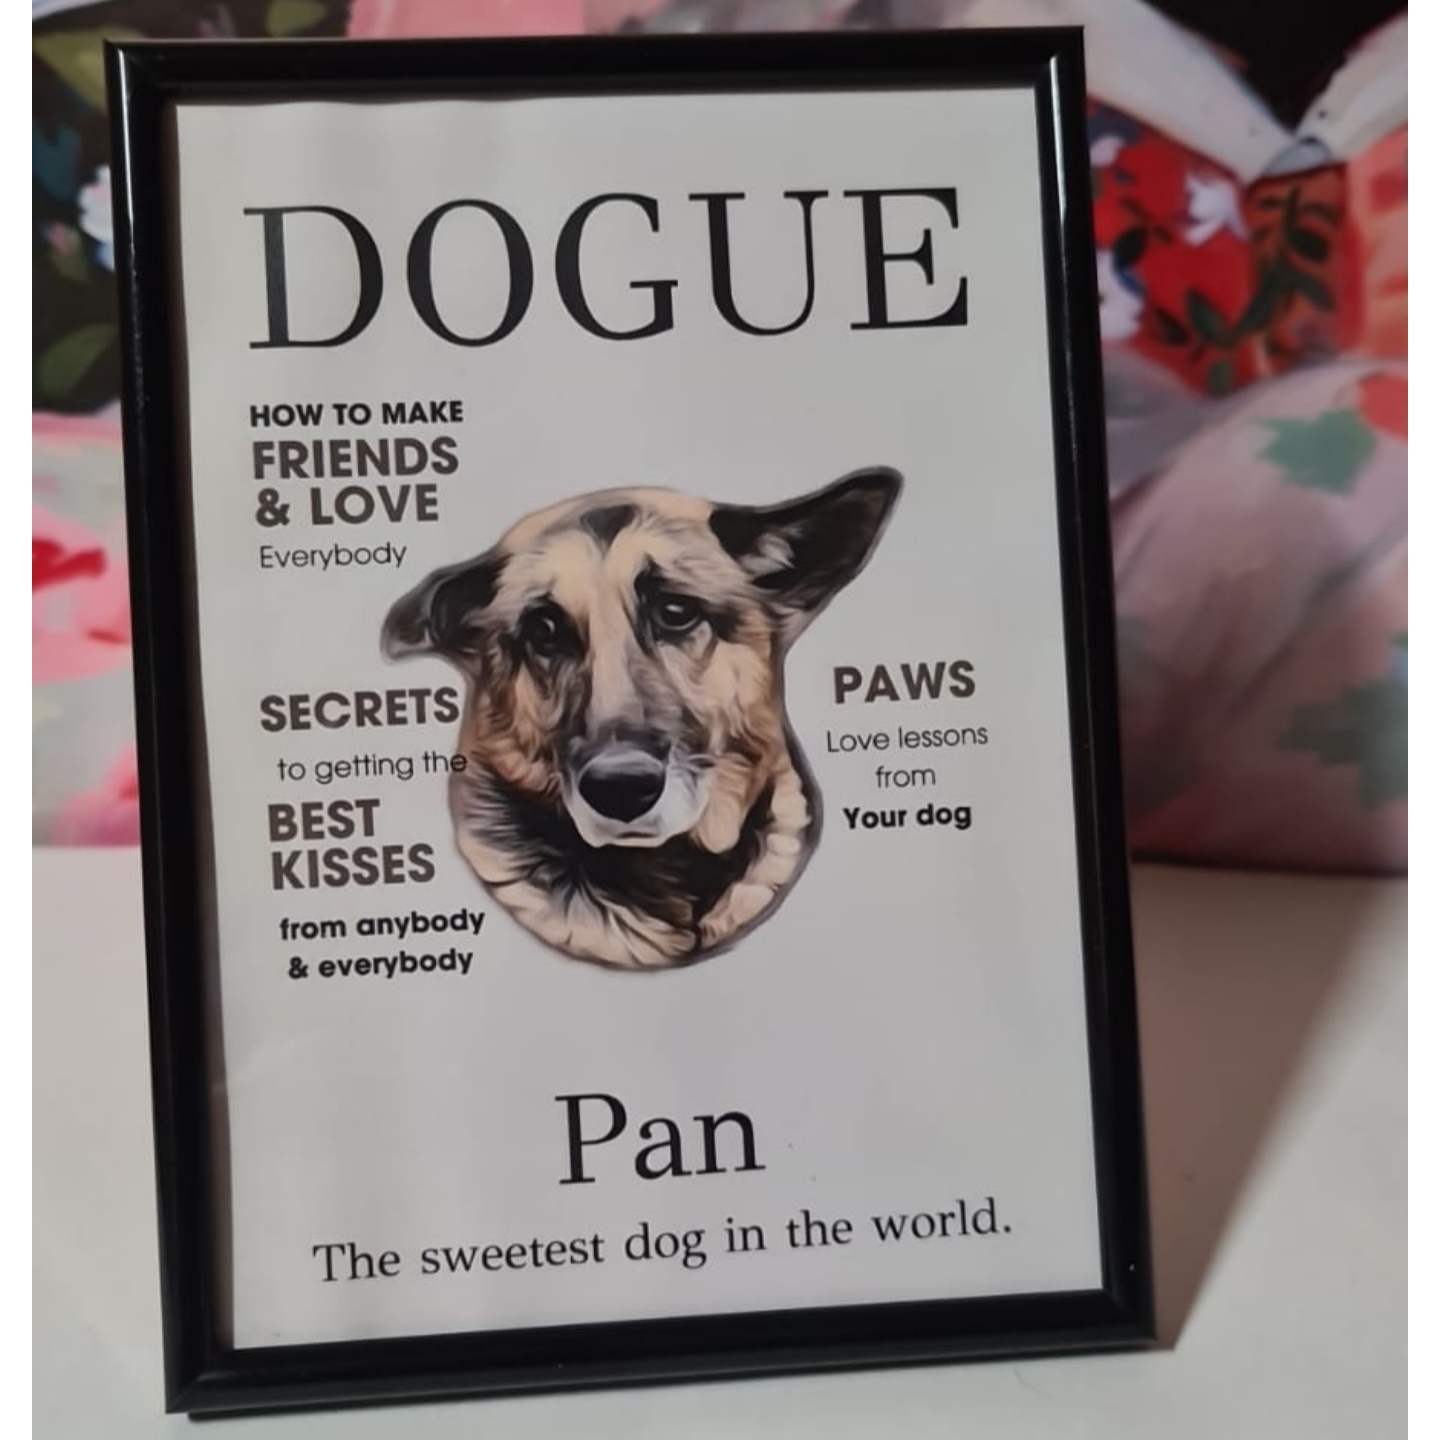 DOGUE
HOW TO MAKE
FRIENDS
& LOVE
Everybody
SECRETS
to getting the
BEST
KISSES
from anybody
& everybody
PAWS
Love lessons
from
Your dog
Pan
The sweetest dog in the world.